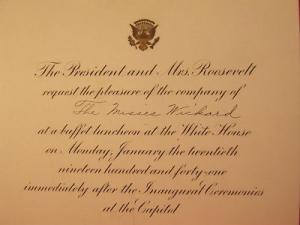 The President and Mrs. Roosevelt
request the pleasure of the company of
The Misses Wickard
at a buffet luncheon at the White House
on Monday, January the twentieth
nineteen hundred and forty-one
immediately after the Inaugural Ceremonies
at the Capitol